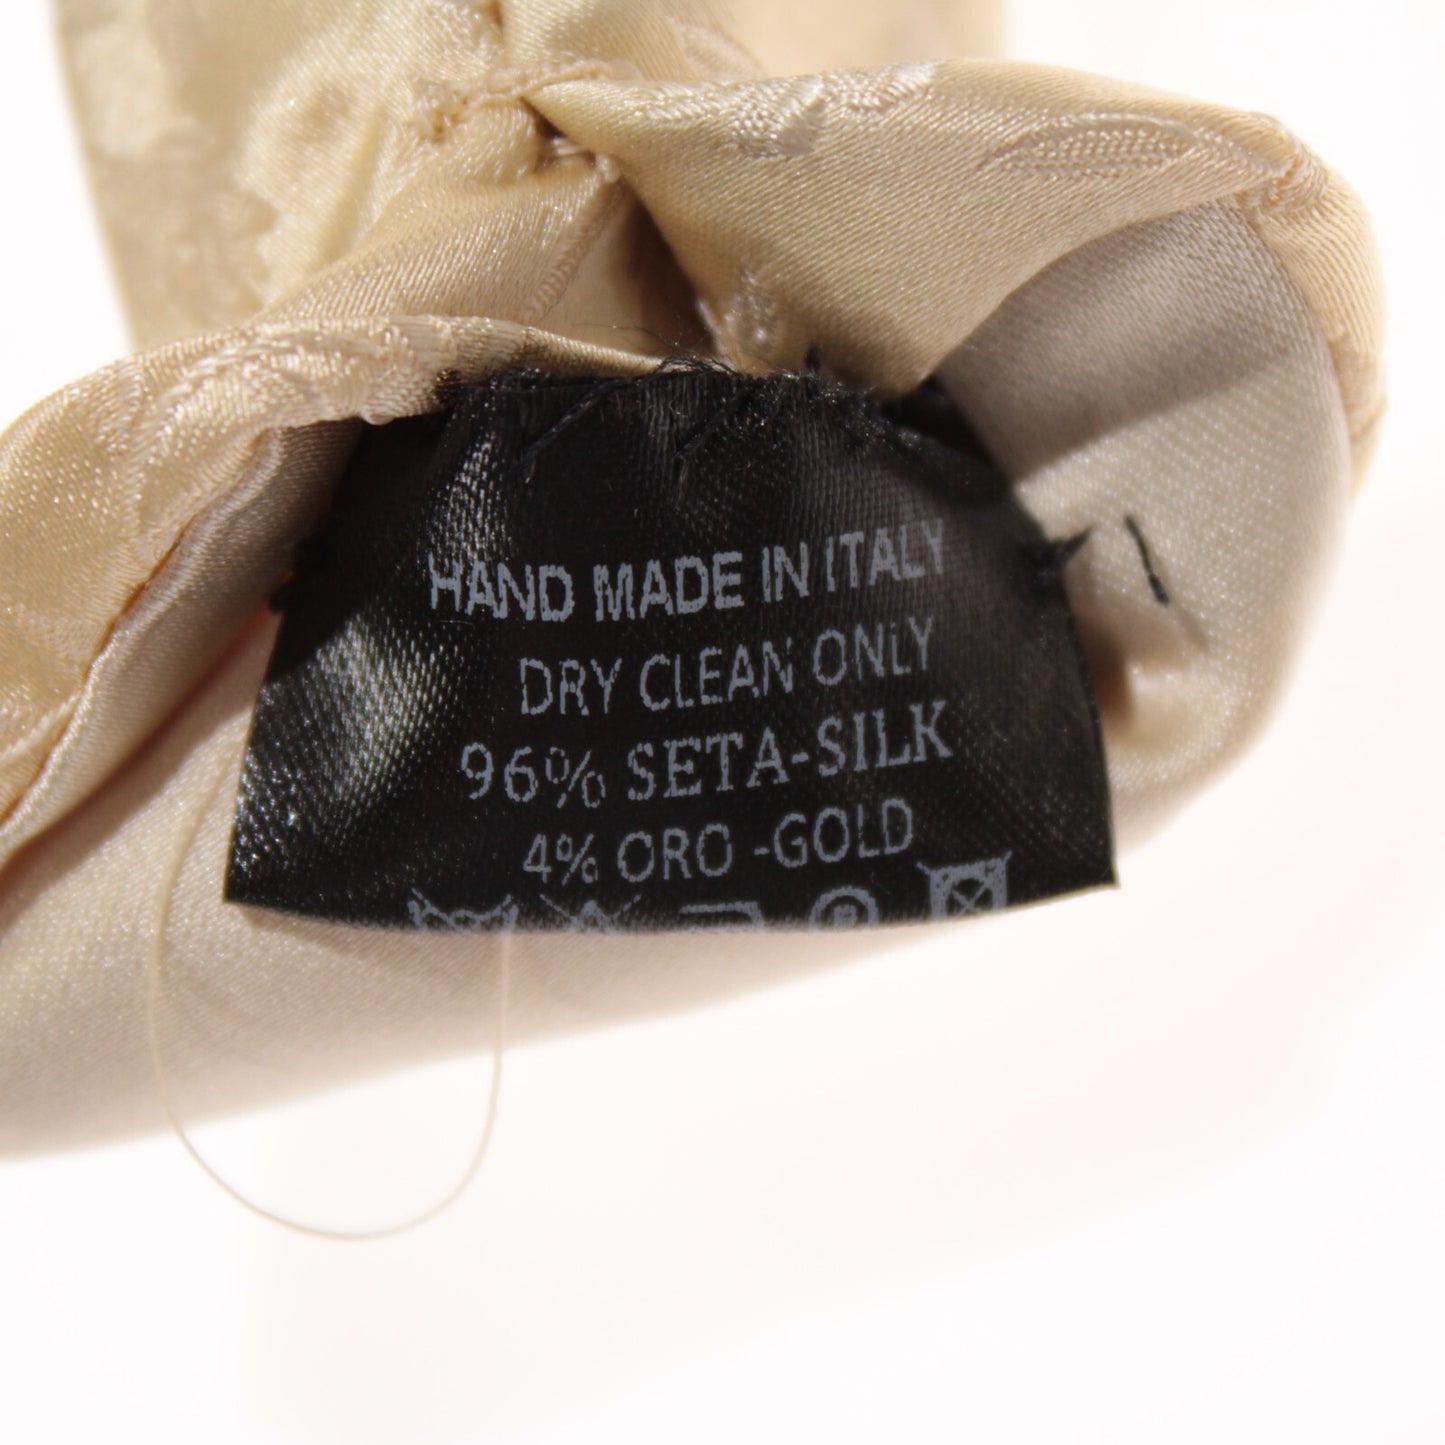 HAND MADE IN ITALY
DRY CLEAN ONLY
96% SETA-SILK
4% ORO -GOLD